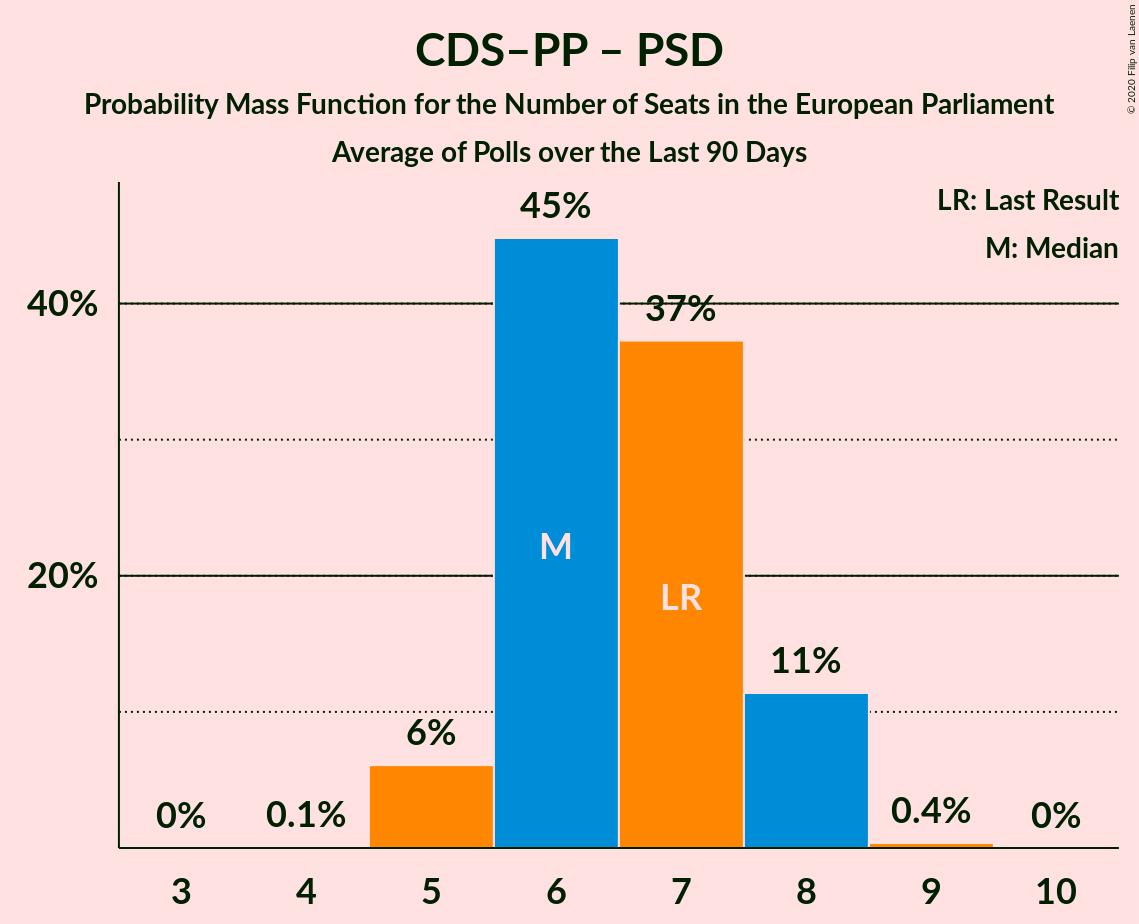 CDS–PP – PSD
Probability Mass Function for the Number of Seats in the European Parliament
Average of Polls over the Last 90 Days
© 2020 Filip van Laenen
LR: Last Result
M: Median
45%
40%
37%
M
20%
LR
11%
6%
0%
0.1%
0.4%
0%
3 4 5 6 7 8 9 10